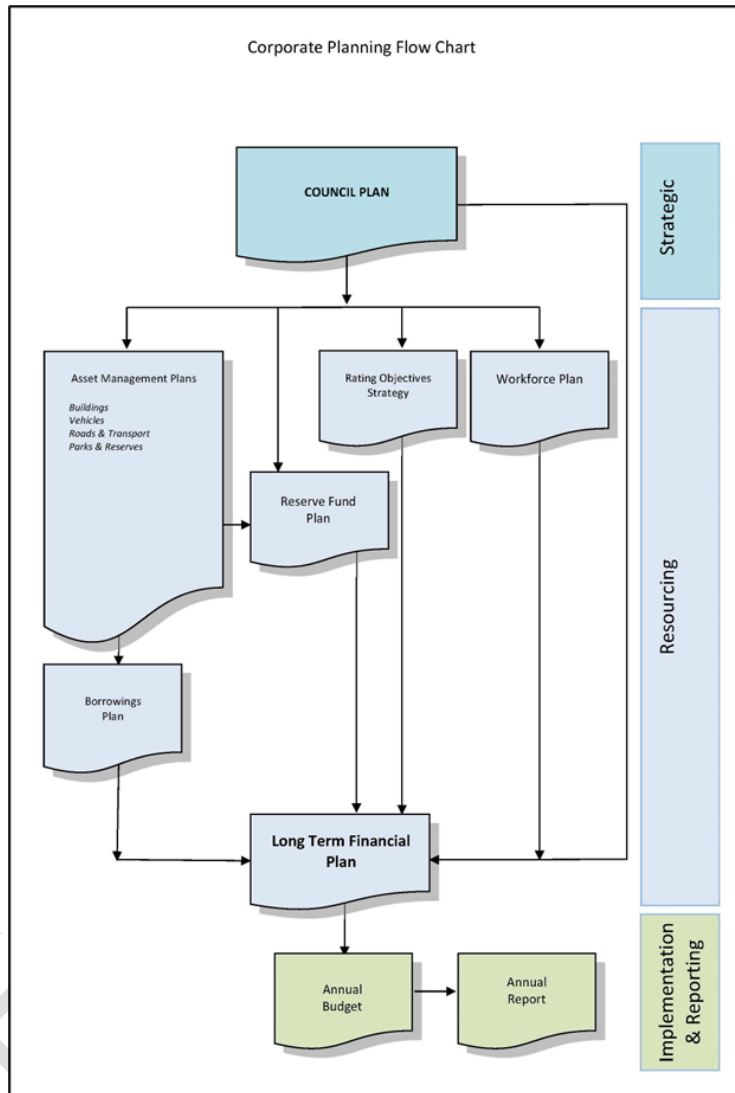 Corporate Planning Flow Chart
COUNCIL PLAN
Strategic
Asset Management Plans
Buildings
Vehicles
Roads & Transport
Parks & Reserves
Rating Objectives
Strategy
Workforce Plan
Reserve Fund
Plan
Resourcing
Borrowings
Plan
Long Term Financial
Plan
Annual
Budget
Annual
Report
Implementation
& Reporting